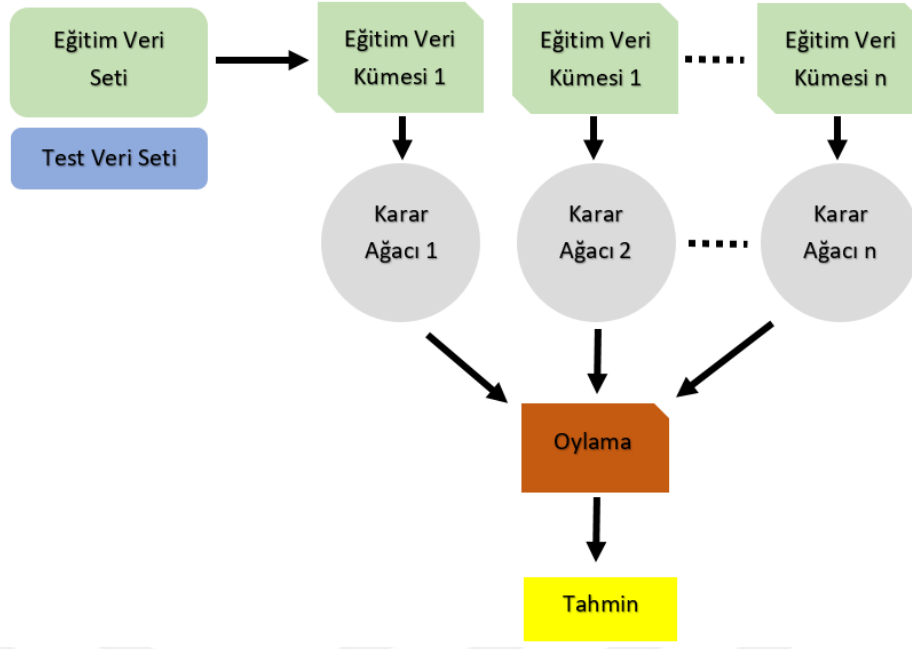 Eğitim Veri
Seti
Eğitim Veri
Kümesi 1
Eğitim Veri
Kümesi 1
Eğitim Veri
Kümesi n
Test Veri Seti
Karar
Ağacı 1
Karar
Ağacı 2
Karar
Ağacı n
Oylama
Tahmin